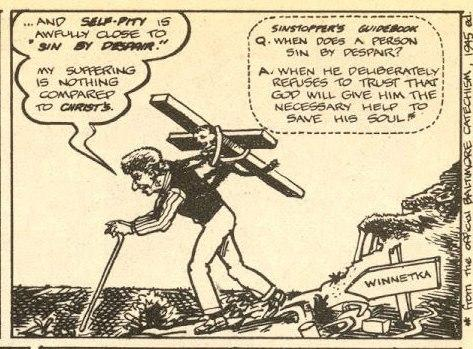 ...AND SELF-PITY IS
AWFULLY CLOSE TO
"SIN BY DESPAIR."
MY SUFFERING
IS NOTHING
COMPARED
TO CHRIST'S.
SINSTOPPER'S GUIDEBOOK
Q. WHEN DOES A PERSON
SIN BY DESPAIR?
A. WHEN HE DELIBERATELY
REFUSES TO TRUST THAT
GOD WILL GIVE HIM THE
NECESSARY HELP TO
SAVE HIS SOUL.*
WINNETKA
* From the official BALTIMORE CATECHISM, 1945 ed